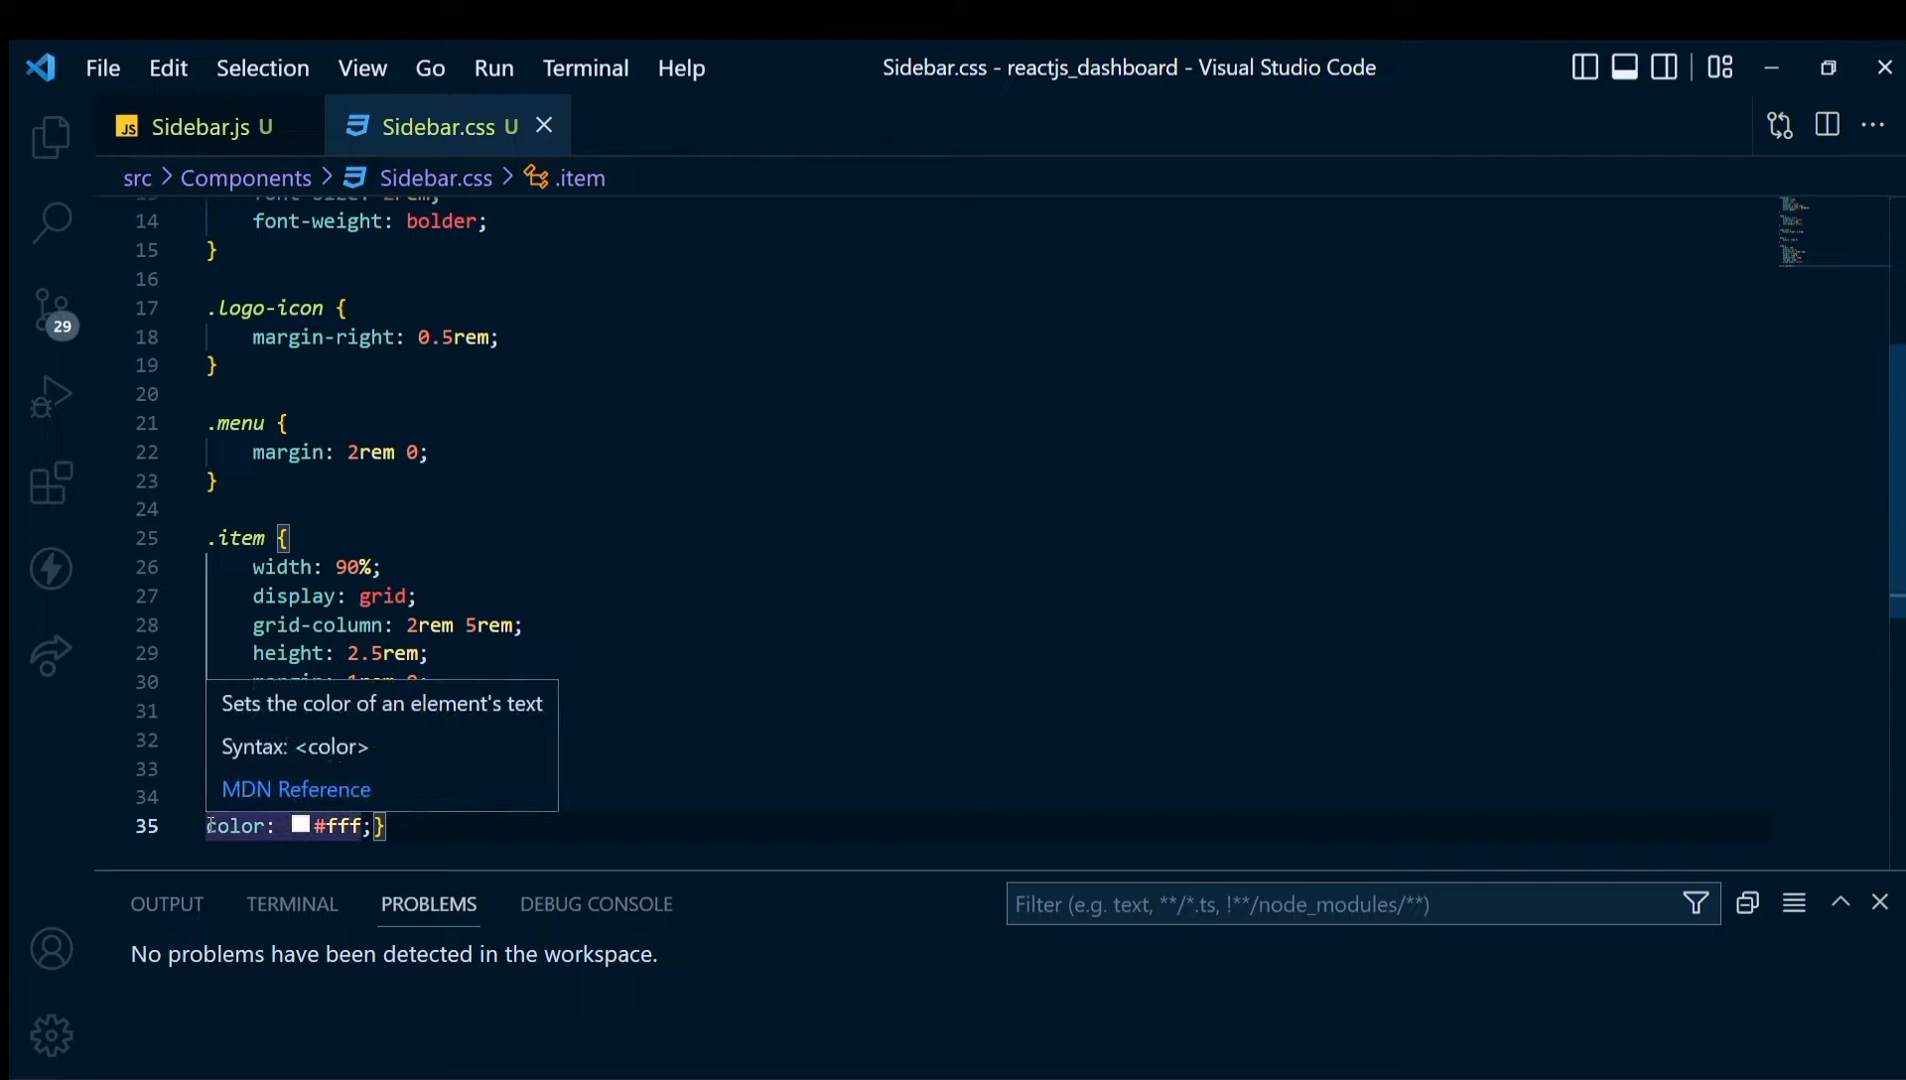 File Edit Selection View Go Run Terminal Help Sidebar.css - reactjs_dashboard - Visual Studio Code
JS Sidebar.js U Sidebar.css U
src > Components > Sidebar.css > .item
14 font-weight: bolder;
15 }
16
17 .logo-icon {
18 margin-right: 0.5rem;
19 }
20
21 .menu {
22 margin: 2rem 0;
23 }
24
25 .item {
26 width: 90%;
27 display: grid;
28 grid-column: 2rem 5rem;
29 height: 2.5rem;
30
31 Sets the color of an element's text
32 Syntax: <color>
33
34 MDN Reference
35 color: #fff;}
29
OUTPUT TERMINAL PROBLEMS DEBUG CONSOLE Filter (e.g. text, **/*.ts, !**/node_modules/**)
No problems have been detected in the workspace.